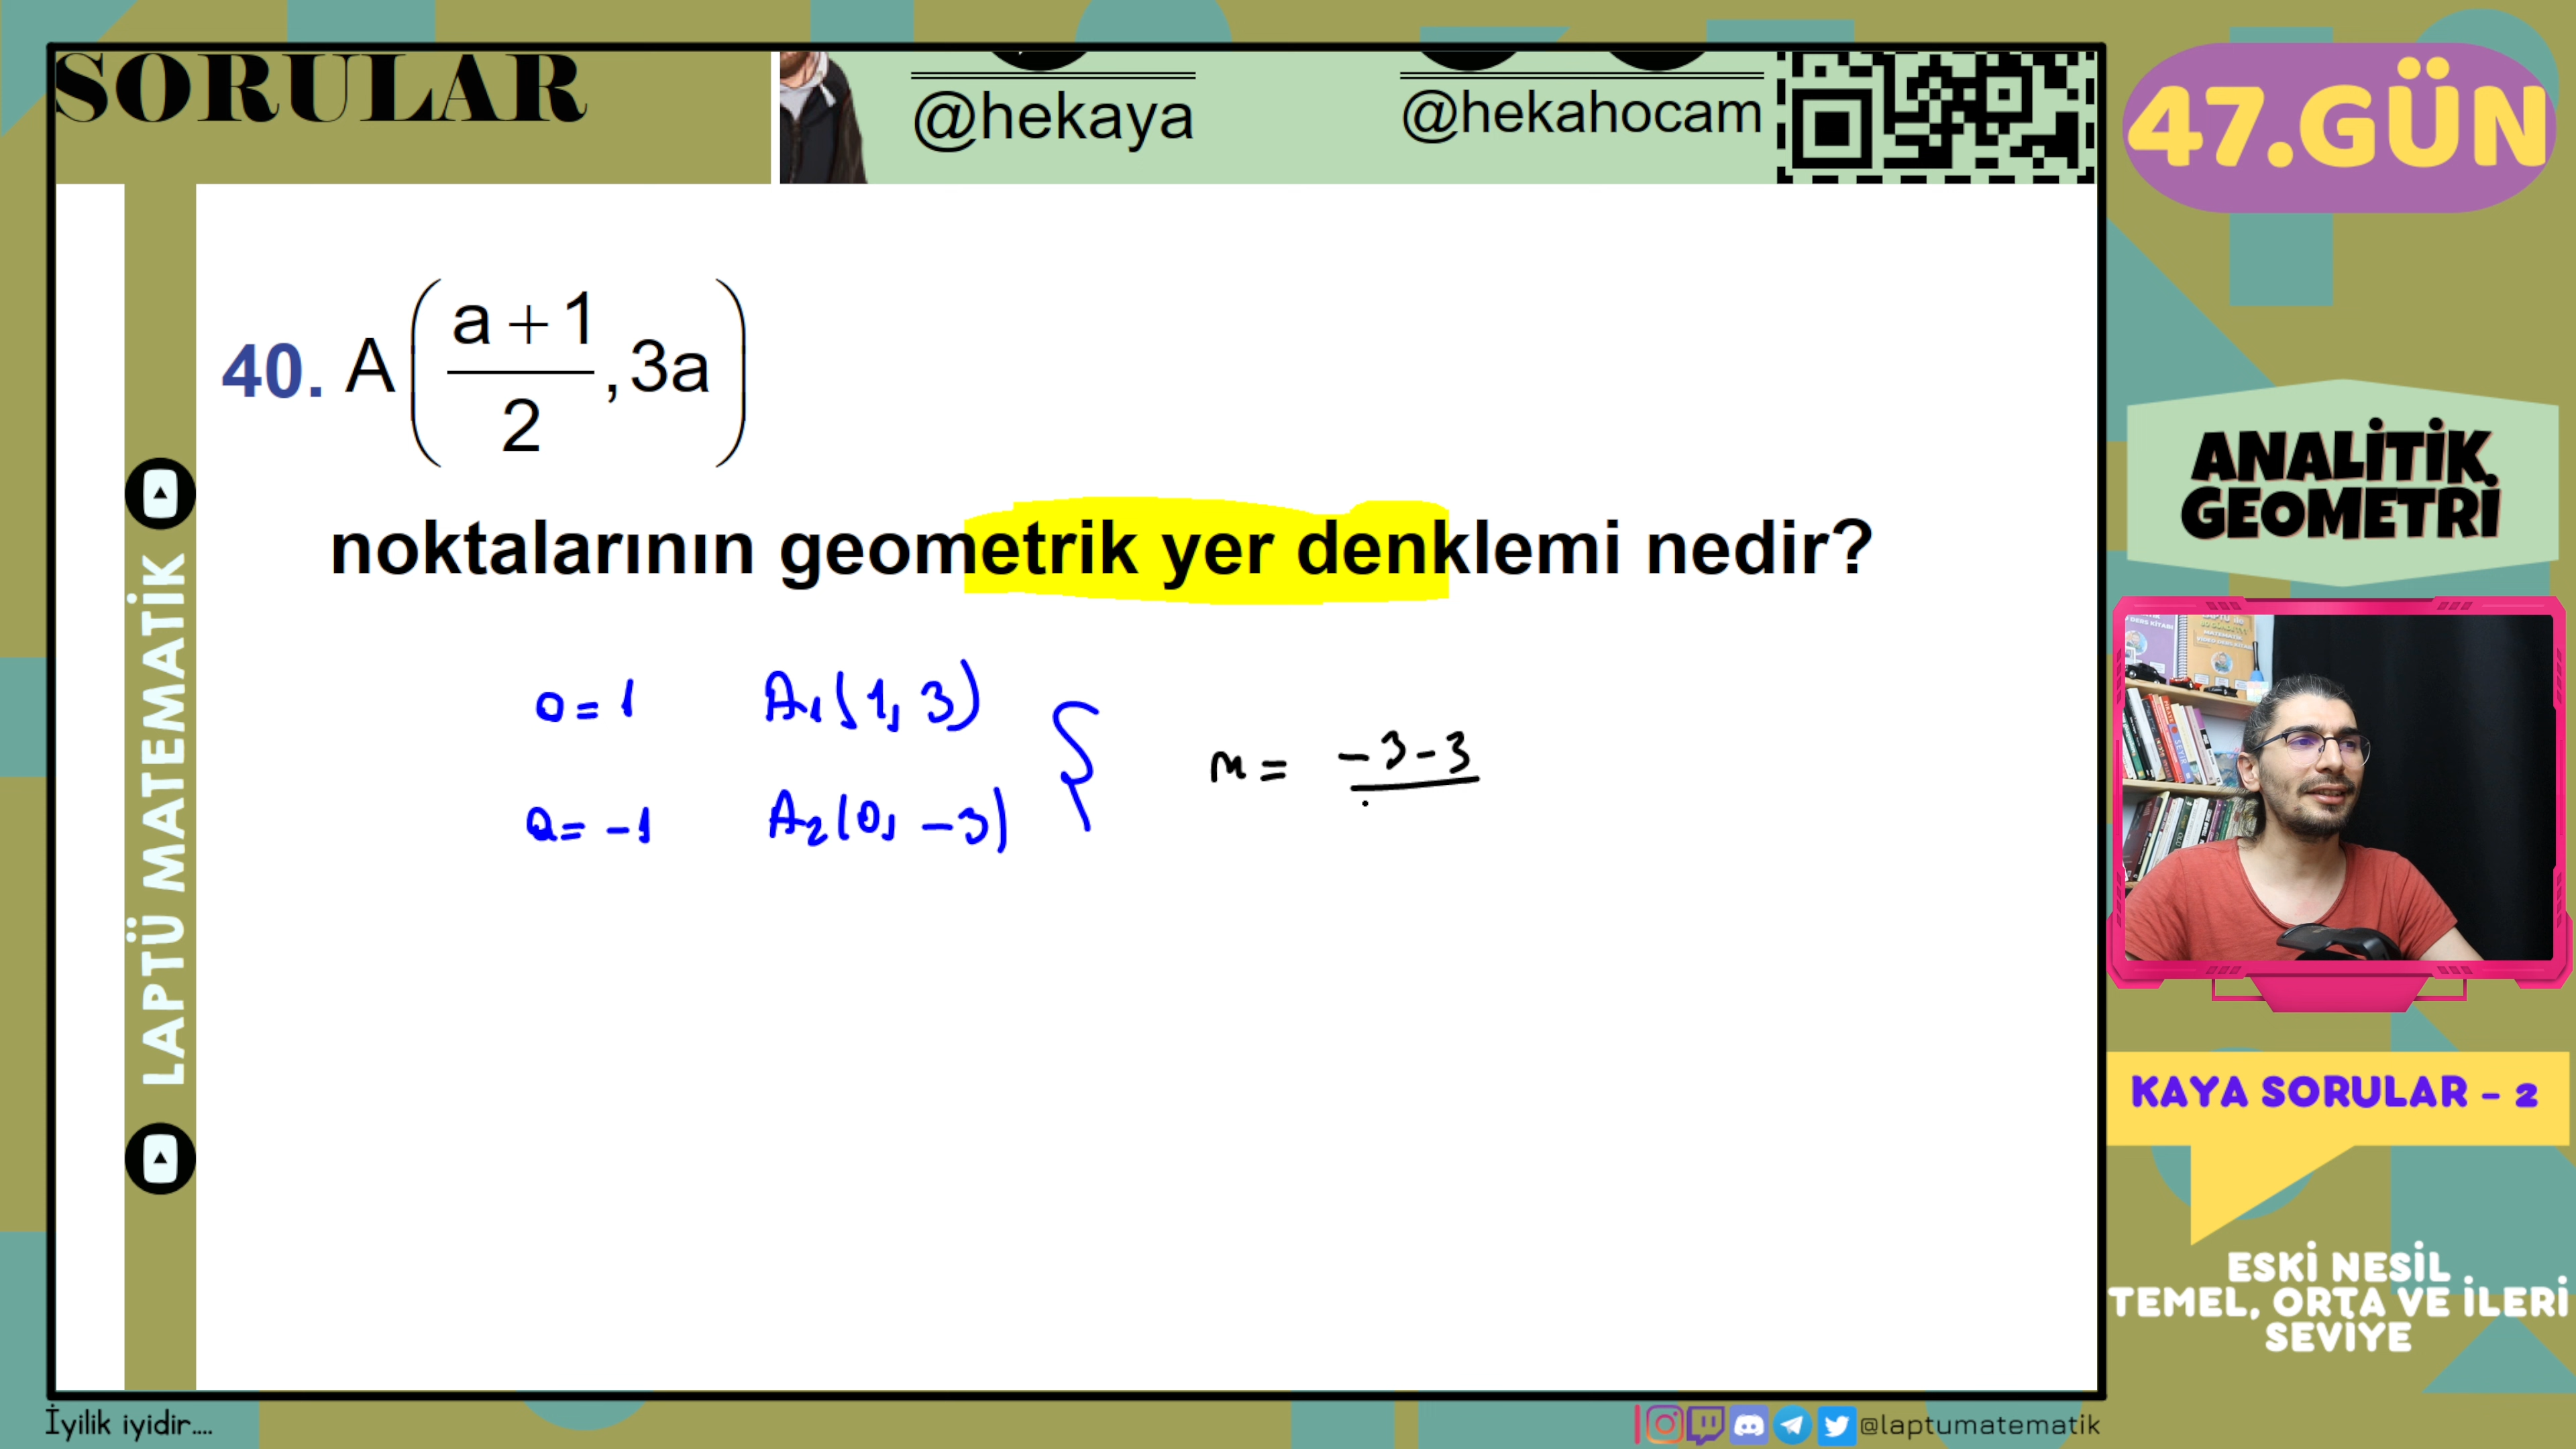 SORULAR
@hekaya
@hekahocam
47.GÜN
40. A((a+1)/2, 3a)
noktalarının geometrik yer denklemi nedir?
a = 1 A₁(1, 3)
a = -1 A₂(0, -3)
m = -3-3
LAPTÜ MATEMATİK
ANALİTİK
GEOMETRİ
KAYA SORULAR - 2
ESKİ NESİL
TEMEL, ORTA VE İLERİ
SEVİYE
İyilik iyidir....
@laptumatematik